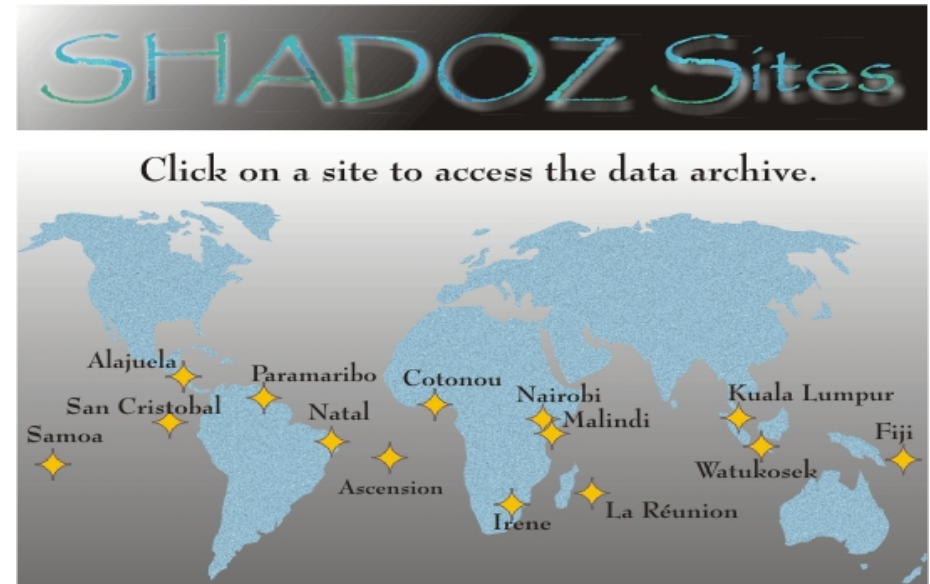 SHADOZ Sites
Click on a site to access the data archive.
Alajuela
Paramaribo
Cotonou
Nairobi
Kuala Lumpur
San Cristobal
Natal
Malindi
Samoa
Fiji
Watukosek
Ascension
La Réunion
Irene